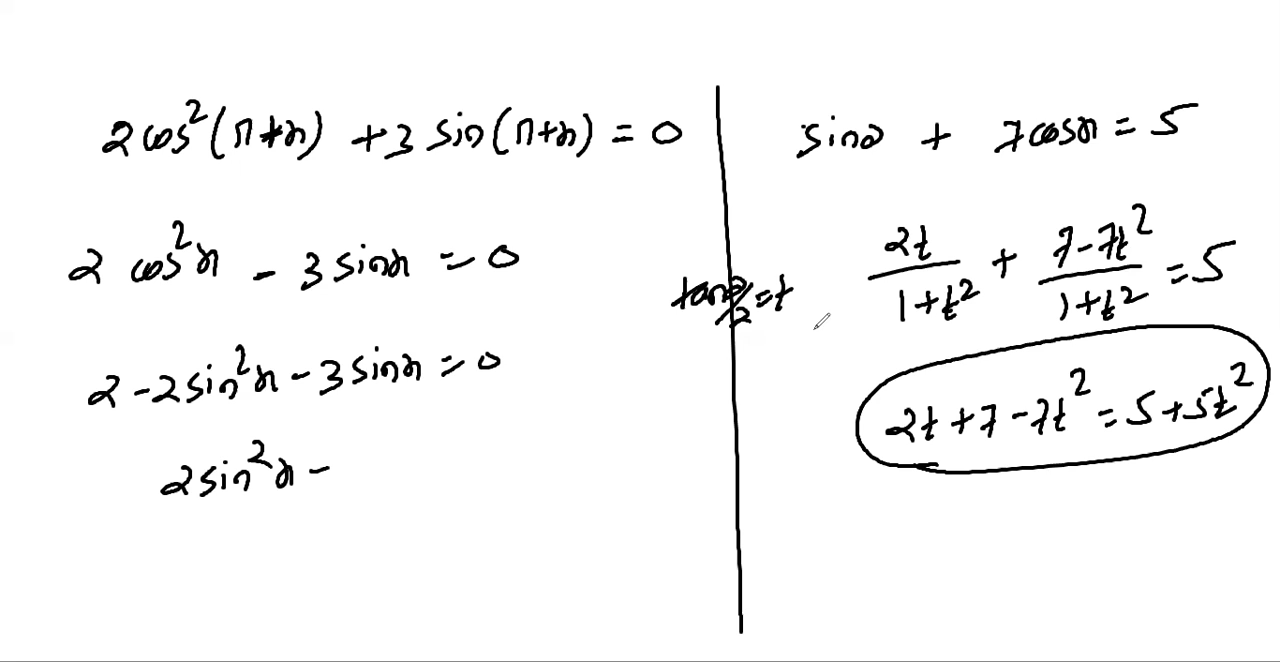 2cos²(π+x) + 3sin(π+x) = 0
2cos²x - 3sinx = 0
2 - 2sin²x - 3sinx = 0
2sin²x -
sinx + 7cosx = 5
tan x/2 = t
2t/(1+t²) + (7-7t²)/(1+t²) = 5
2t + 7 - 7t² = 5 + 5t²